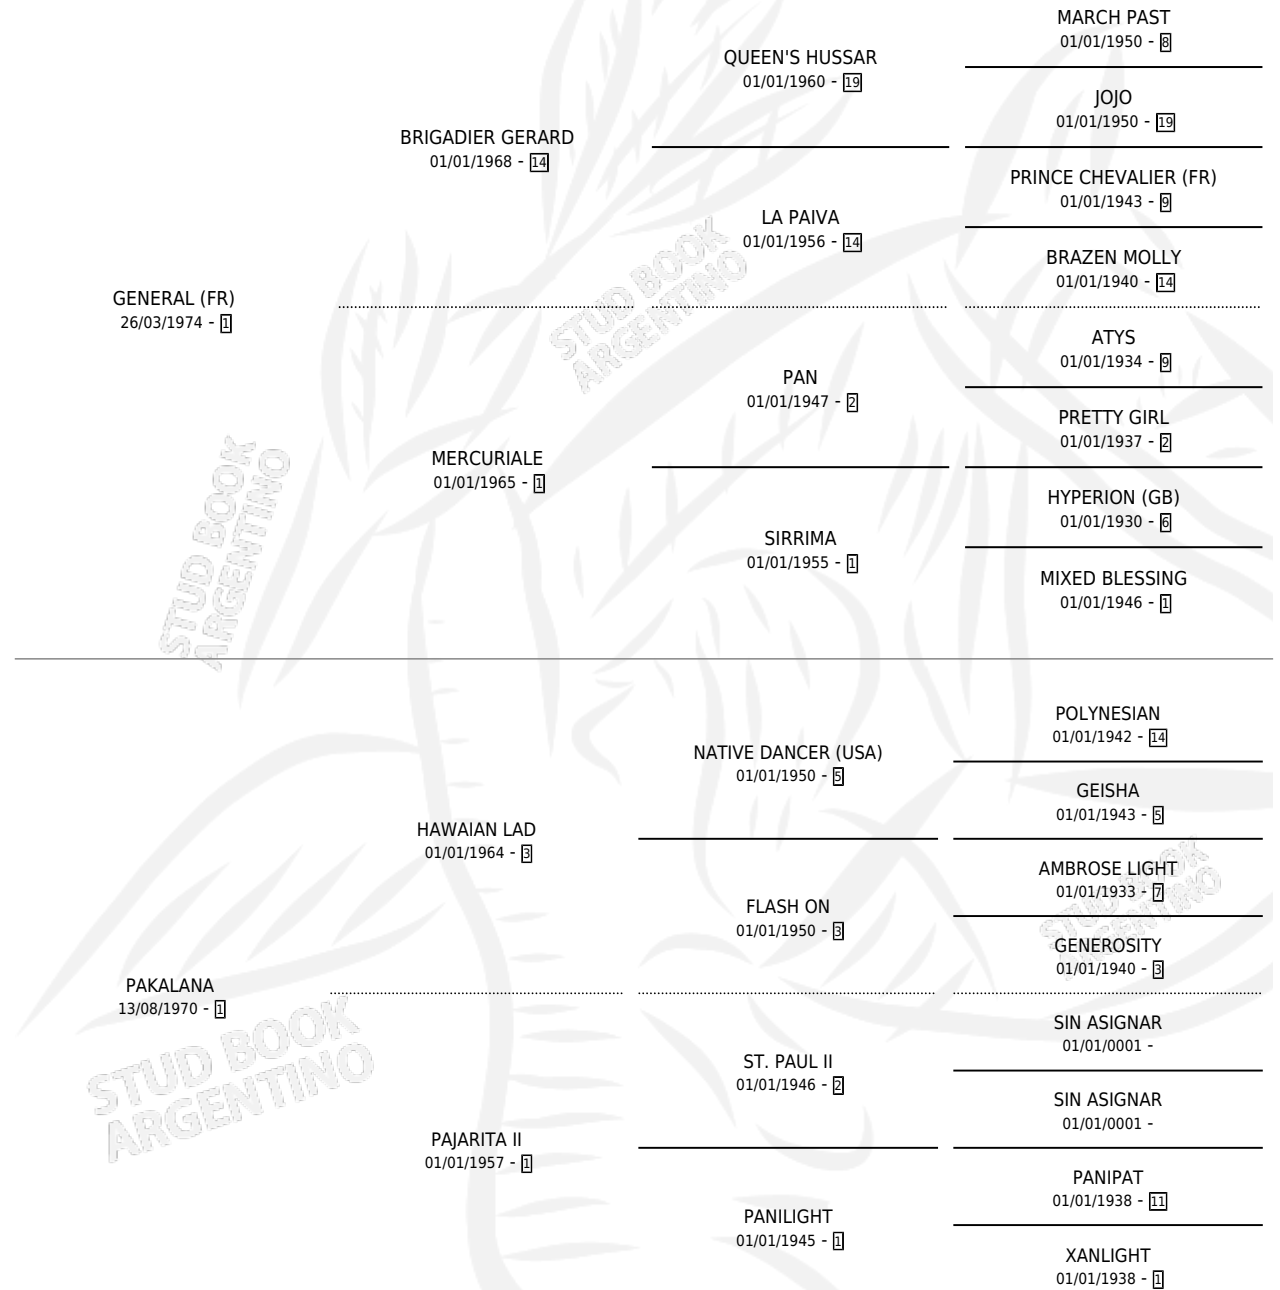 MARCH PAST
01/01/1950 - 8
QUEEN'S HUSSAR
01/01/1960 - 19
JOJO
01/01/1950 - 19
BRIGADIER GERARD
01/01/1968 - 14
PRINCE CHEVALIER (FR)
01/01/1943 - 9
LA PAIVA
01/01/1956 - 14
BRAZEN MOLLY
01/01/1940 - 14
GENERAL (FR)
26/03/1974 - 1
ATYS
01/01/1934 - 9
PAN
01/01/1947 - 2
PRETTY GIRL
01/01/1937 - 2
MERCURIALE
01/01/1965 - 1
HYPERION (GB)
01/01/1930 - 6
SIRRIMA
01/01/1955 - 1
MIXED BLESSING
01/01/1946 - 1
POLYNESIAN
01/01/1942 - 14
NATIVE DANCER (USA)
01/01/1950 - 5
GEISHA
01/01/1943 - 5
HAWAIAN LAD
01/01/1964 - 3
AMBROSE LIGHT
01/01/1933 - 7
FLASH ON
01/01/1950 - 3
GENEROSITY
01/01/1940 - 3
PAKALANA
13/08/1970 - 1
SIN ASIGNAR
01/01/0001 -
ST. PAUL II
01/01/1946 - 2
SIN ASIGNAR
01/01/0001 -
PAJARITA II
01/01/1957 - 1
PANIPAT
01/01/1938 - 11
PANILIGHT
01/01/1945 - 1
XANLIGHT
01/01/1938 - 1
STUD BOOK
ARGENTINO
STUD BOOK
ARGENTINO
STUD BOOK
ARGENTINO
STUD BOOK
ARGENTINO